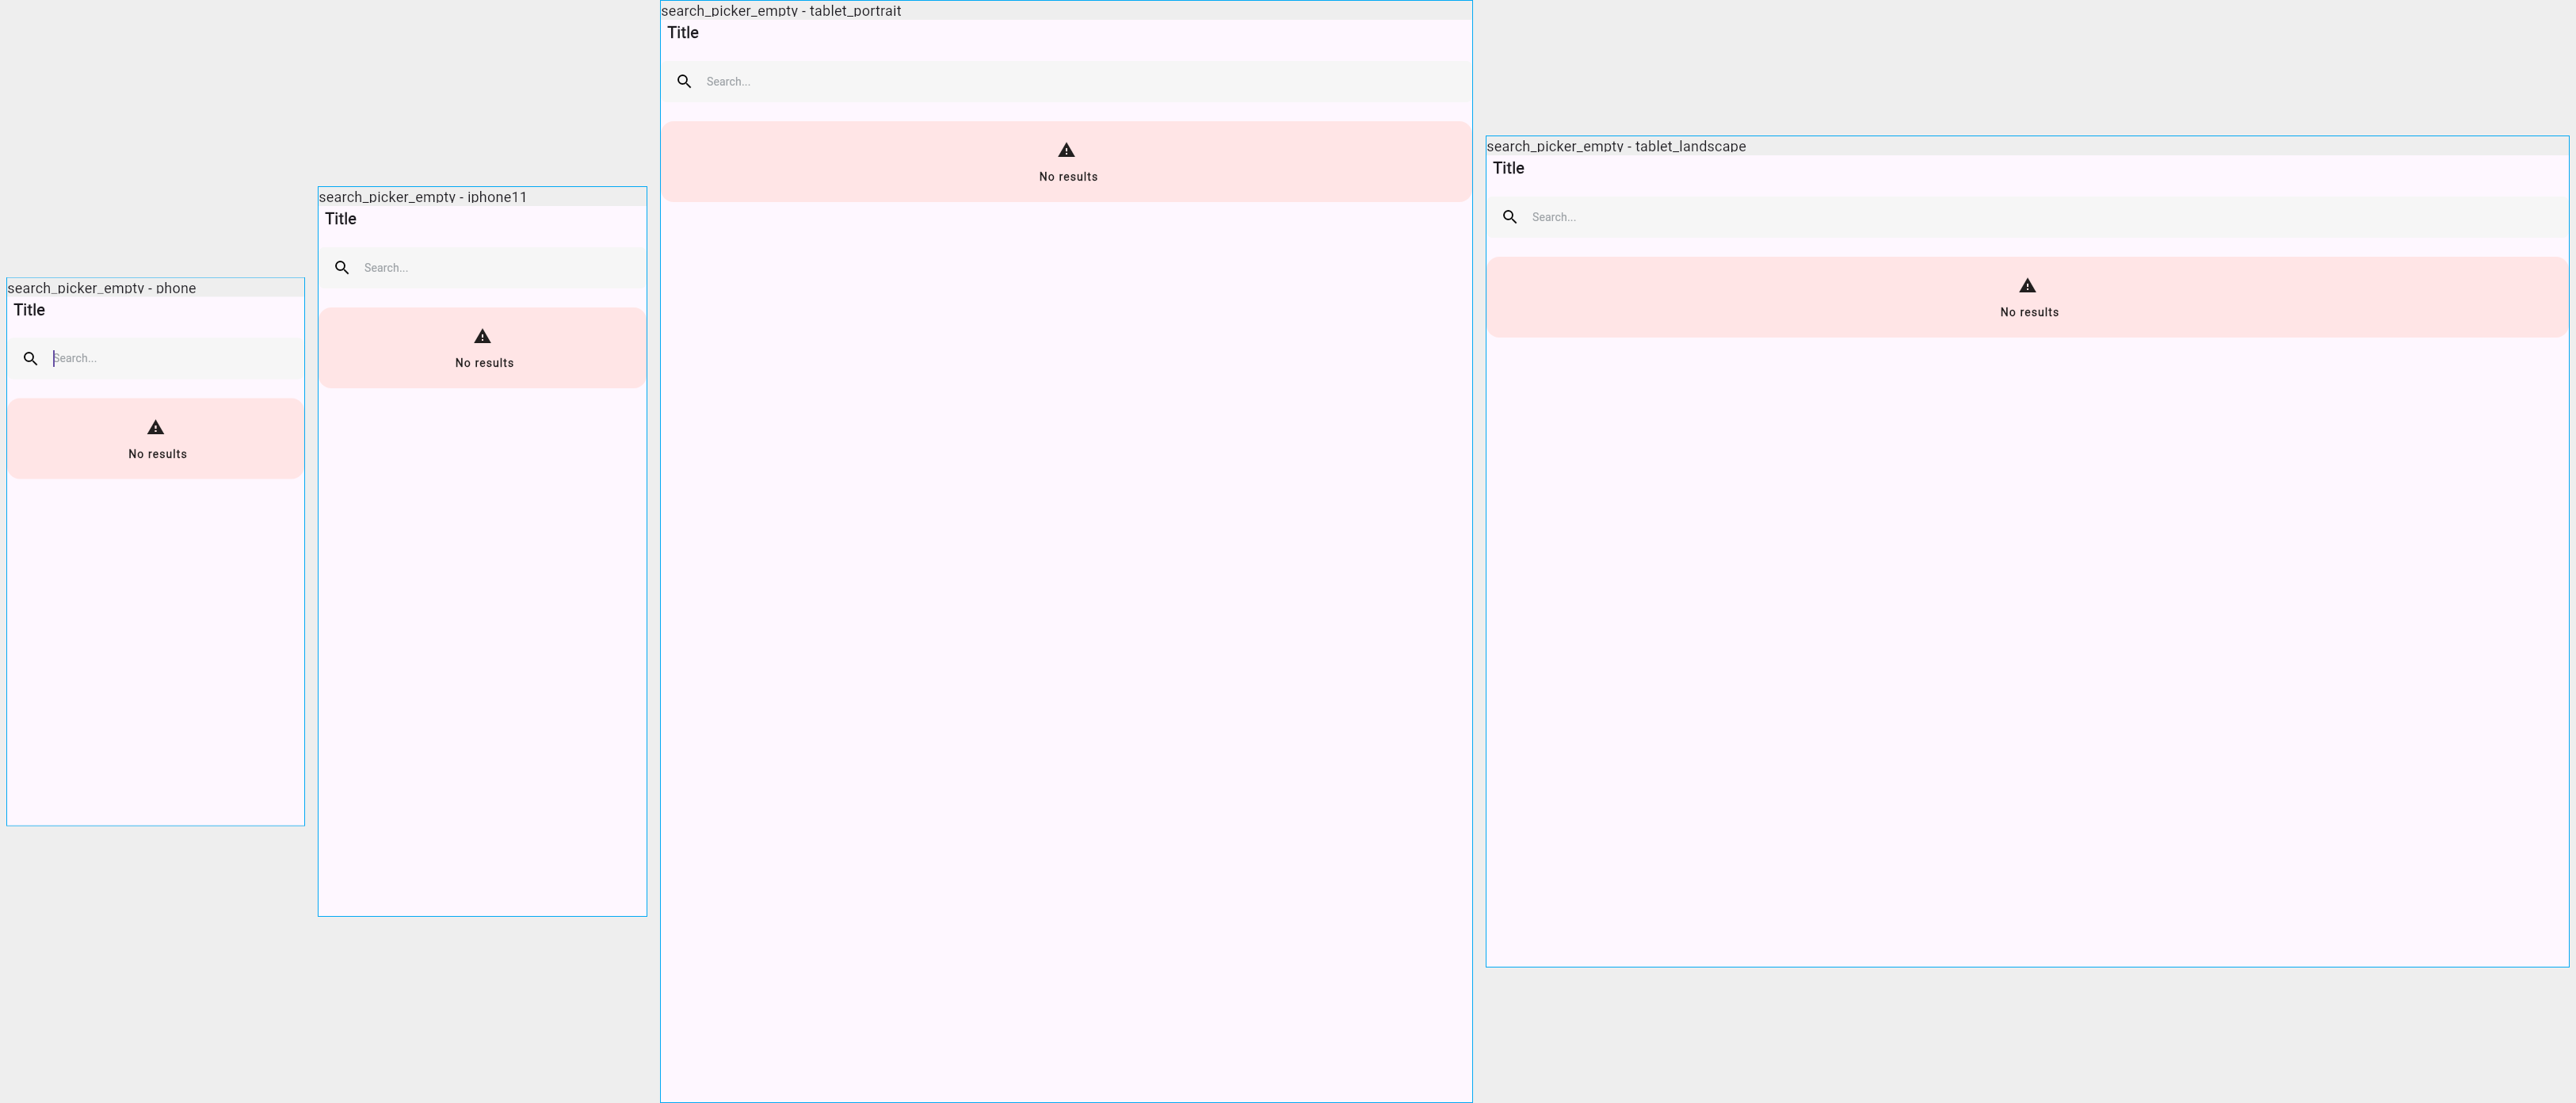 search_picker_empty - phone
Title
Search...
No results
search_picker_empty - iphone11
Title
Search...
No results
search_picker_empty - tablet_portrait
Title
Search...
No results
search_picker_empty - tablet_landscape
Title
Search...
No results